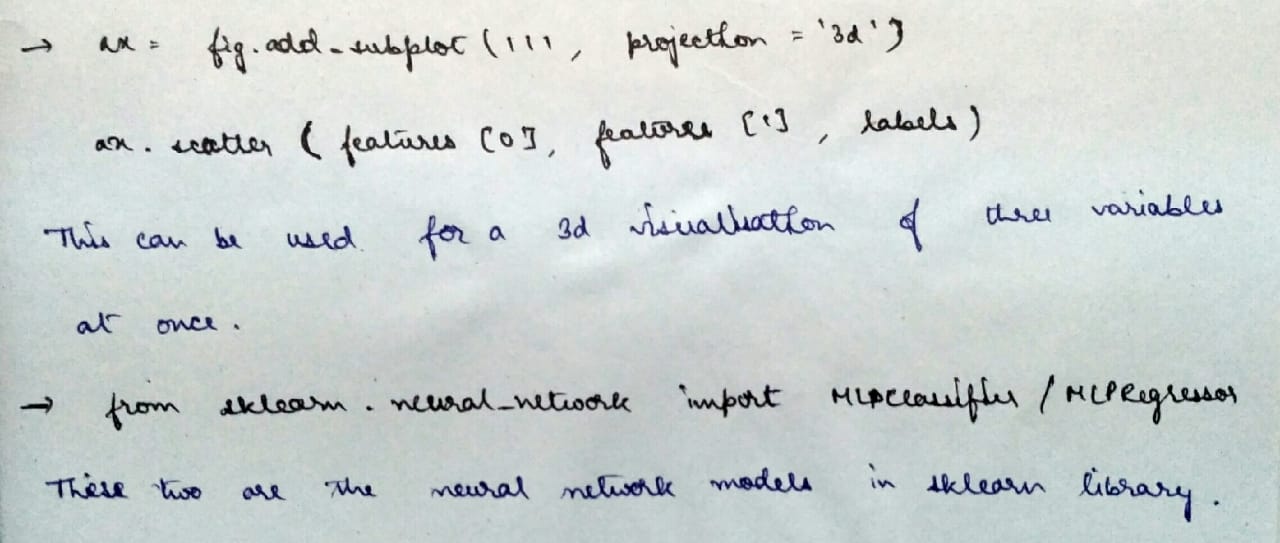 → ax = fig.add_subplot (111, projection = '3d')
ax . scatter ( features [0], features [1] , labels )
This can be used for a 3d visualisation of three variables
at once .
→ from sklearn . neural_network import MLPClassifier / MLPRegressor
These two are the neural network models in sklearn library .